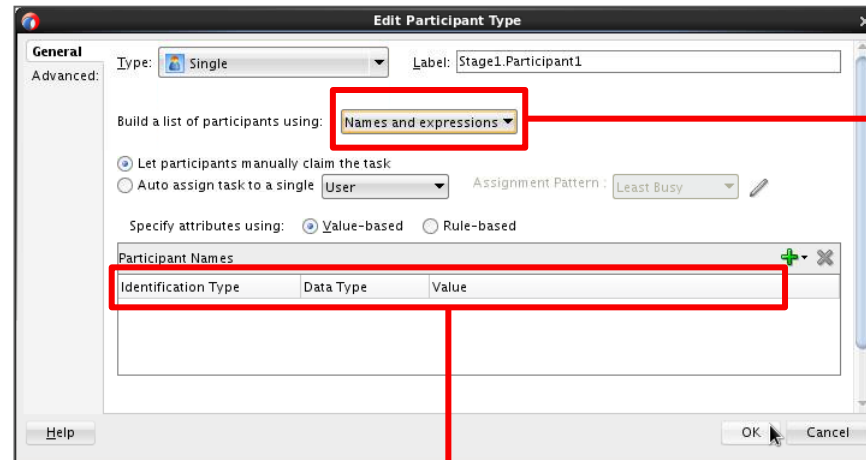 Edit Participant Type
General
Advanced:
Type: Single Label: Stage1.Participant1
Build a list of participants using: Names and expressions
Let participants manually claim the task
Auto assign task to a single User Assignment Pattern : Least Busy
Specify attributes using: Value-based Rule-based
Participant Names
Identification Type Data Type Value
Help OK Cancel